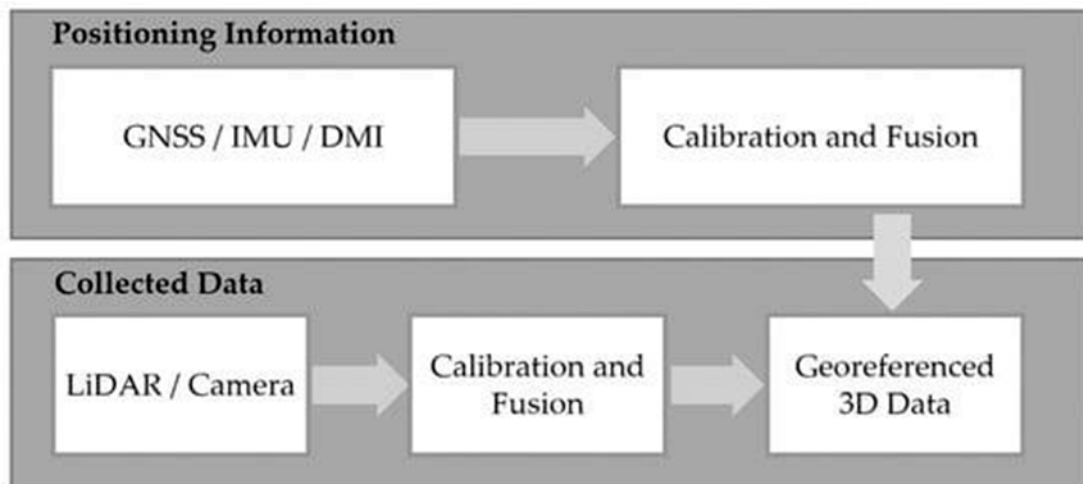 Positioning Information
GNSS / IMU / DMI
Calibration and Fusion
Collected Data
LiDAR / Camera
Calibration and
Fusion
Georeferenced
3D Data